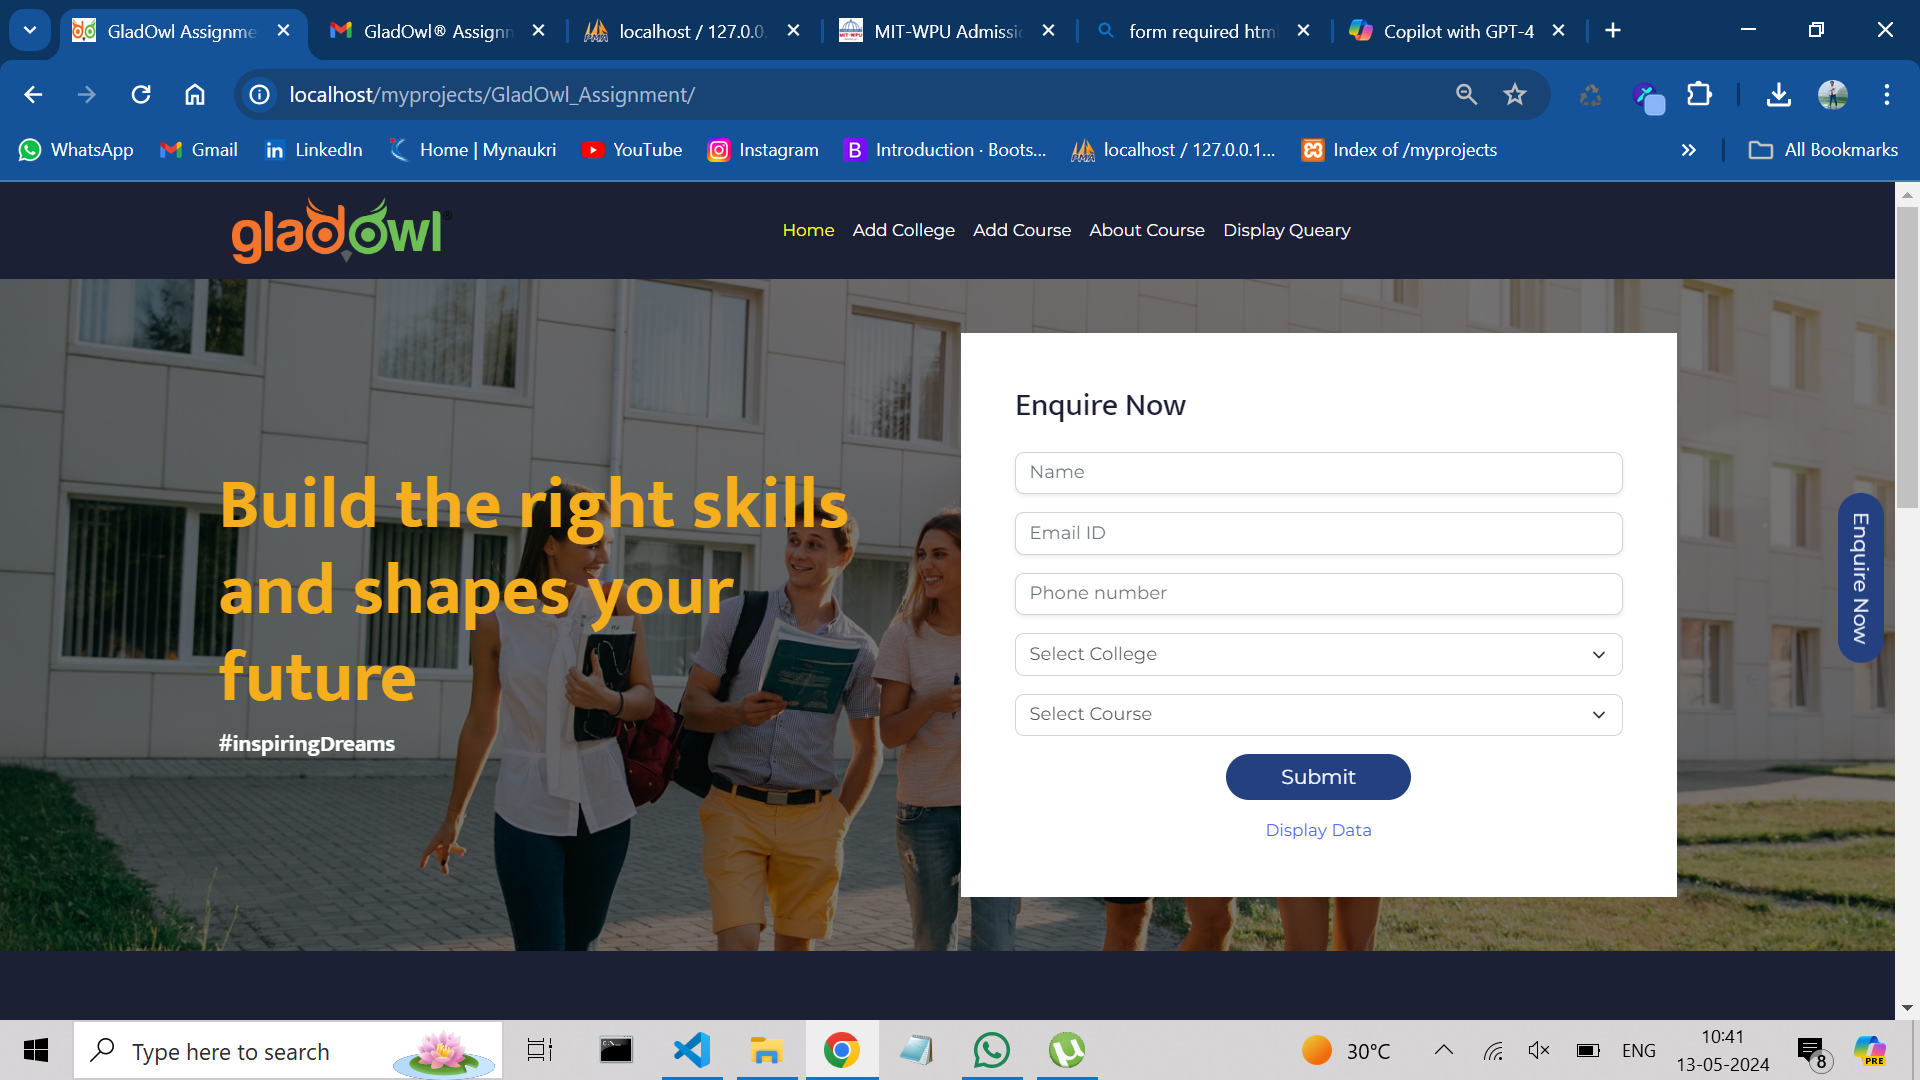 GladOwl Assignme
GladOwl® Assignn
localhost / 127.0.0.
MIT-WPU Admissic
form required html
Copilot with GPT-4
localhost/myprojects/GladOwl_Assignment/
WhatsApp
Gmail
LinkedIn
Home | Mynaukri
YouTube
Instagram
B
Introduction · Boots...
localhost / 127.0.0.1...
Index of /myprojects
All Bookmarks
gladowl®
Home
Add College
Add Course
About Course
Display Queary
Enquire Now
Name
Email ID
Phone number
Select College
Select Course
Submit
Display Data
Build the right skills
and shapes your
future
#inspiringDreams
Enquire Now
Type here to search
30°C
ENG
10:41
13-05-2024
8
PRE